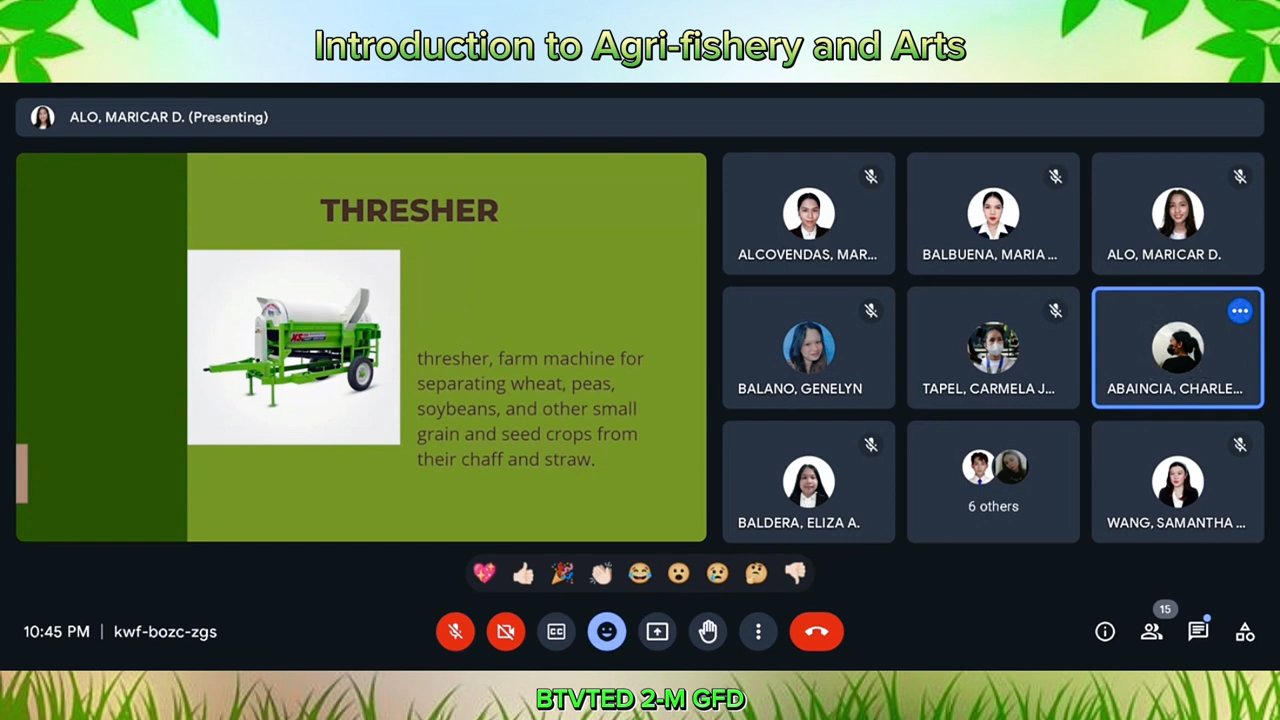 Introduction to Agri-fishery and Arts
ALO, MARICAR D. (Presenting)
THRESHER
thresher, farm machine for
separating wheat, peas,
soybeans, and other small
grain and seed crops from
their chaff and straw.
ALCOVENDAS, MAR...
BALBUENA, MARIA ...
ALO, MARICAR D.
BALANO, GENELYN
TAPEL, CARMELA J...
ABAINCIA, CHARLE...
BALDERA, ELIZA A.
6 others
WANG, SAMANTHA ...
10:45 PM | kwf-bozc-zgs
CC
15
BTVTED 2-M GFD